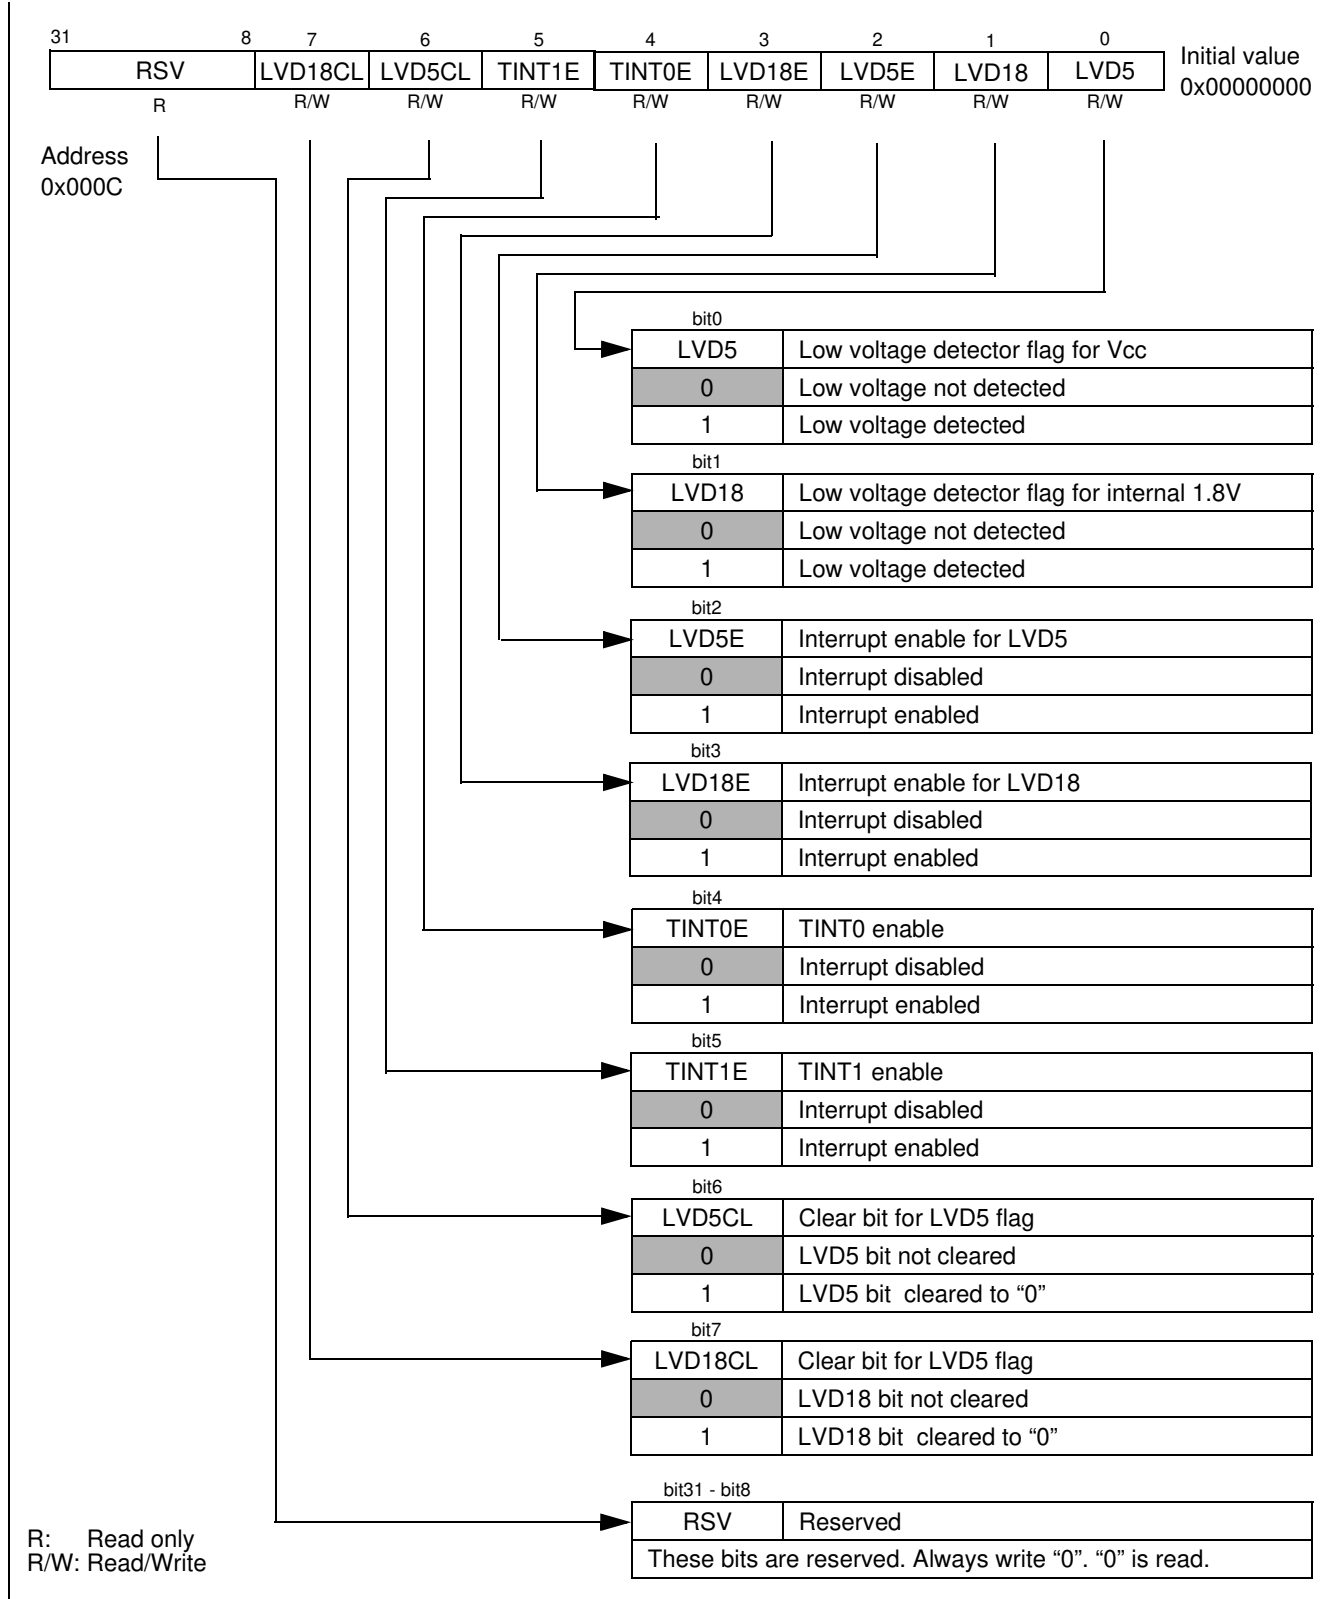 31 8 7 6 5 4 3 2 1 0
RSV LVD18CL LVD5CL TINT1E TINT0E LVD18E LVD5E LVD18 LVD5
Initial value
0x00000000
R R/W R/W R/W R/W R/W R/W R/W R/W
Address
0x000C
bit0
LVD5 Low voltage detector flag for Vcc
0 Low voltage not detected
1 Low voltage detected
bit1
LVD18 Low voltage detector flag for internal 1.8V
0 Low voltage not detected
1 Low voltage detected
bit2
LVD5E Interrupt enable for LVD5
0 Interrupt disabled
1 Interrupt enabled
bit3
LVD18E Interrupt enable for LVD18
0 Interrupt disabled
1 Interrupt enabled
bit4
TINT0E TINT0 enable
0 Interrupt disabled
1 Interrupt enabled
bit5
TINT1E TINT1 enable
0 Interrupt disabled
1 Interrupt enabled
bit6
LVD5CL Clear bit for LVD5 flag
0 LVD5 bit not cleared
1 LVD5 bit cleared to “0”
bit7
LVD18CL Clear bit for LVD5 flag
0 LVD18 bit not cleared
1 LVD18 bit cleared to “0”
bit31 - bit8
RSV Reserved
These bits are reserved. Always write “0”. “0” is read.
R: Read only
R/W: Read/Write